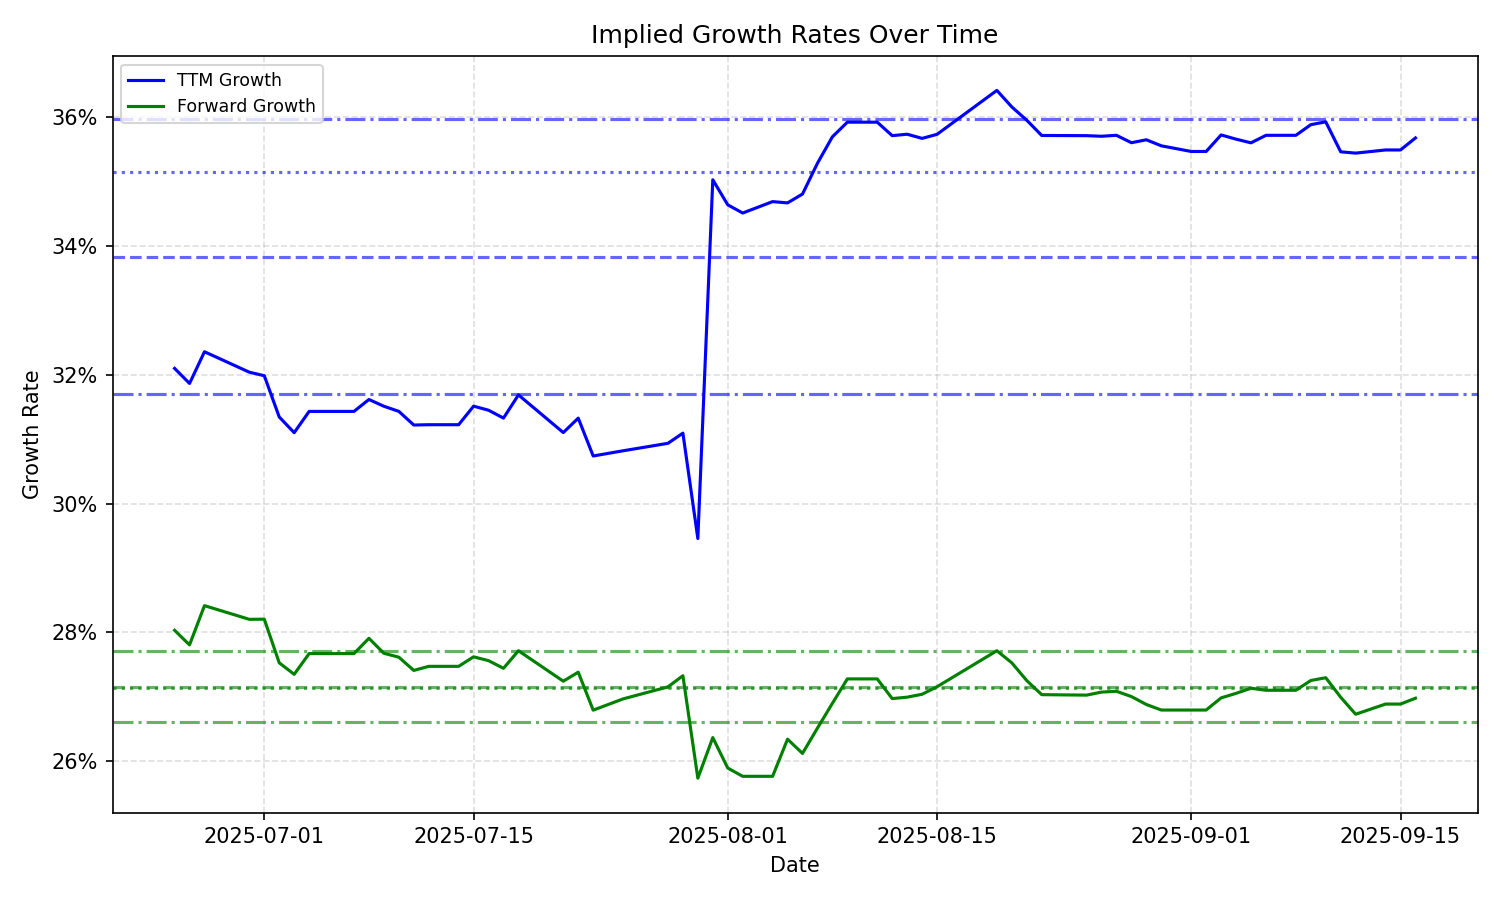 Implied Growth Rates Over Time
TTM Growth
Forward Growth
36%
34%
32%
30%
28%
26%
Growth Rate
2025-07-01
2025-07-15
2025-08-01
2025-08-15
2025-09-01
2025-09-15
Date